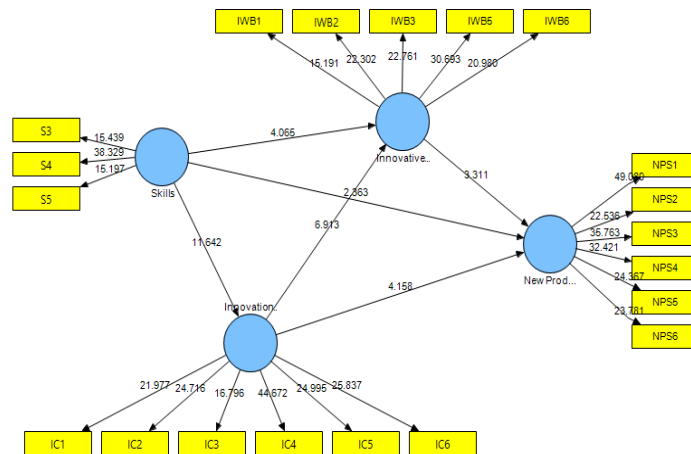 IWB1
IWB2
IWB3
IWB5
IWB6
15.191
22.302
22.761
30.693
20.960
S3
S4
S5
15.439
38.329
15.197
Skills
4.065
Innovative...
6.913
2.363
3.311
11.642
4.158
NPS1
NPS2
NPS3
NPS4
NPS5
NPS6
22.536
35.763
32.421
24.367
23.781
New Prod...
Innovation...
21.977
24.716
16.796
44.672
24.995
25.837
IC1
IC2
IC3
IC4
IC5
IC6